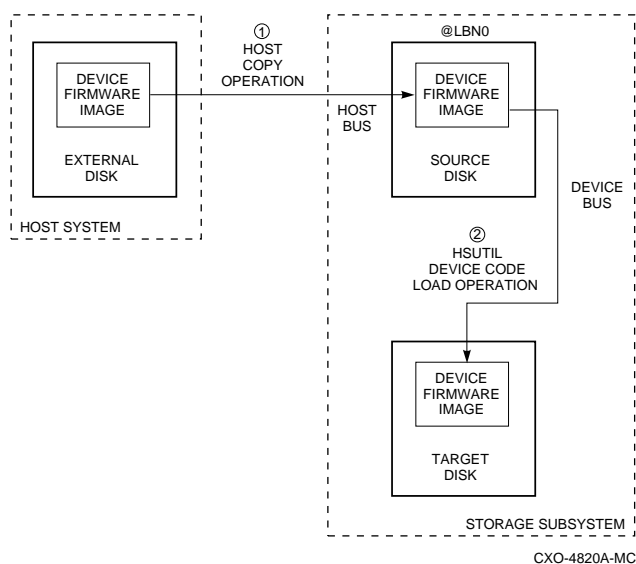 ①
HOST
COPY
OPERATION
@LBN0
DEVICE
FIRMWARE
IMAGE
EXTERNAL
DISK
HOST SYSTEM
HOST
BUS
DEVICE
FIRMWARE
IMAGE
SOURCE
DISK
DEVICE
BUS
②
HSUTIL
DEVICE CODE
LOAD OPERATION
DEVICE
FIRMWARE
IMAGE
TARGET
DISK
STORAGE SUBSYSTEM
CXO-4820A-MC